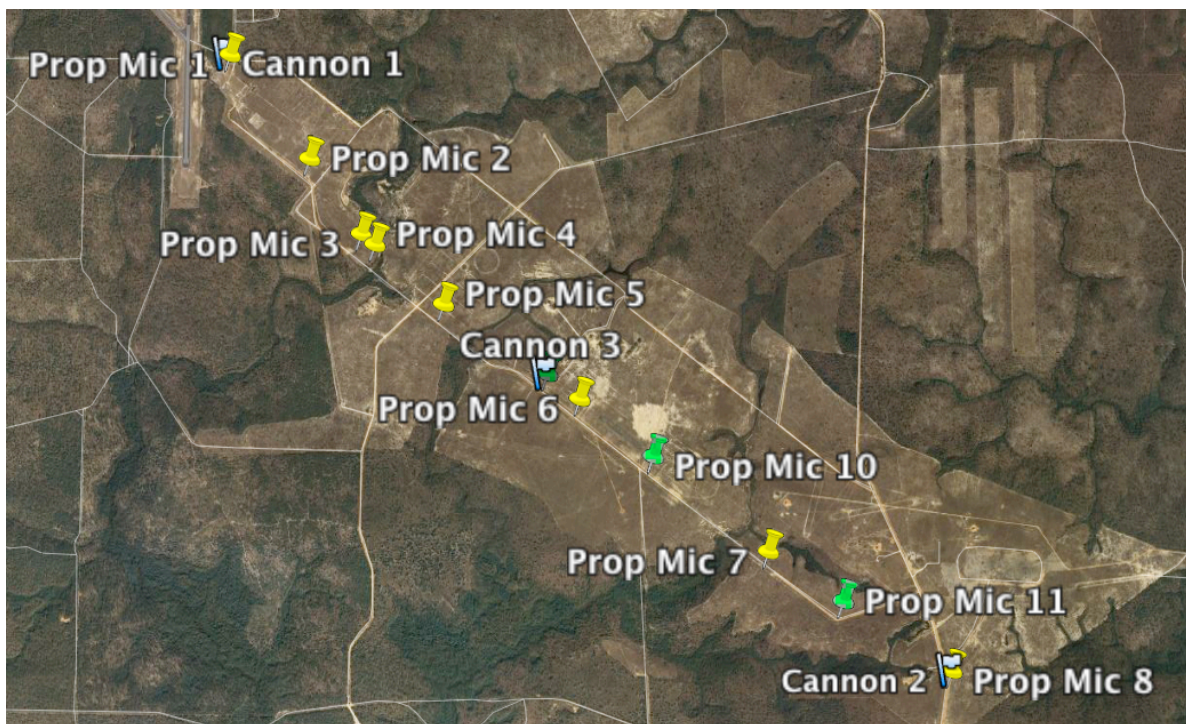 Prop Mic 1
Cannon 1
Prop Mic 2
Prop Mic 3
Prop Mic 4
Prop Mic 5
Cannon 3
Prop Mic 6
Prop Mic 10
Prop Mic 7
Prop Mic 11
Cannon 2
Prop Mic 8